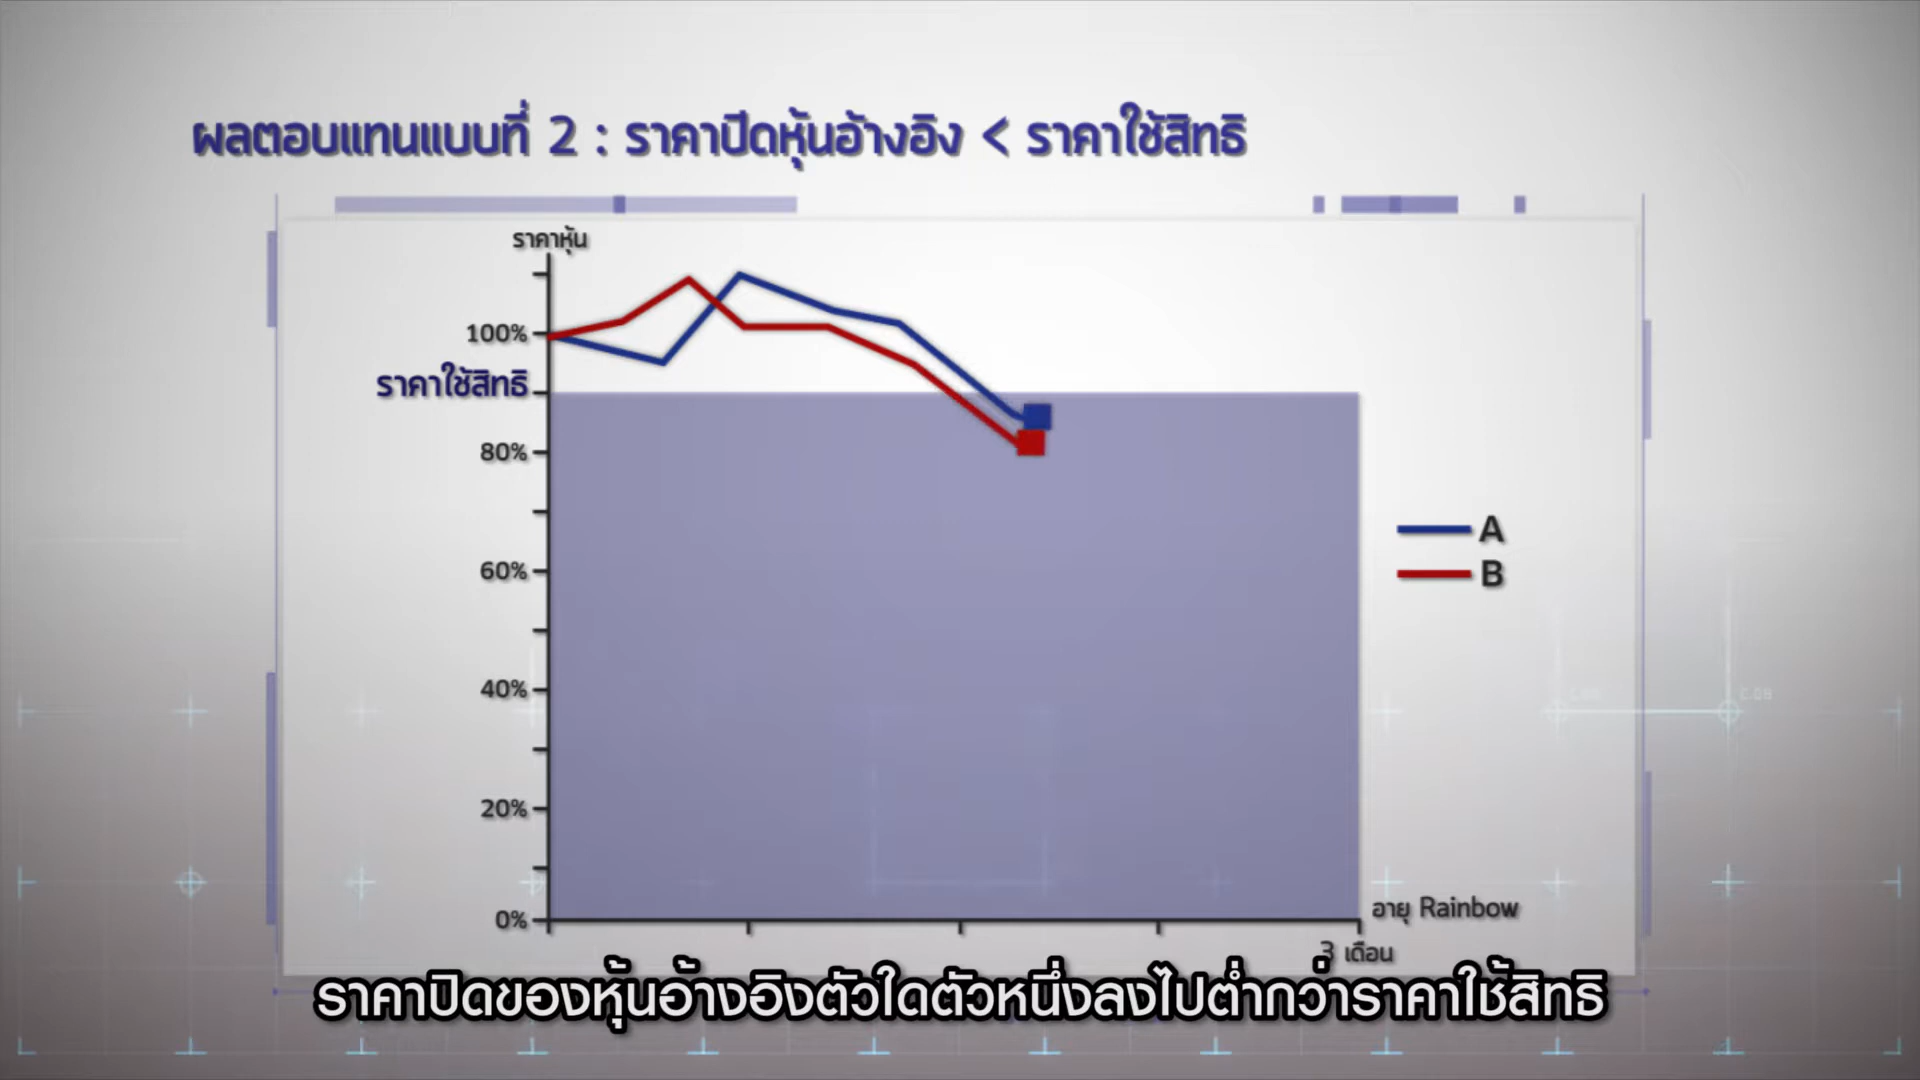 ผลตอบแทนแบบที่ 2 : ราคาปิดหุ้นอ้างอิง < ราคาใช้สิทธิ
ราคาหุ้น
100%
ราคาใช้สิทธิ
80%
60%
40%
20%
0%
A
B
อายุ Rainbow
3 เดือน
ราคาปิดของหุ้นอ้างอิงตัวใดตัวหนึ่งลงไปต่ำกว่าราคาใช้สิทธิ